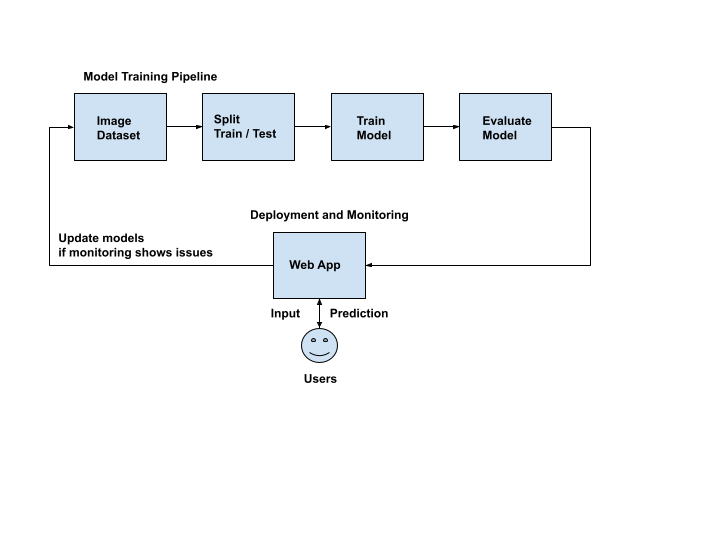 Model Training Pipeline
Image
Dataset
Split
Train / Test
Train
Model
Evaluate
Model
Deployment and Monitoring
Update models
if monitoring shows issues
Web App
Input
Prediction
Users